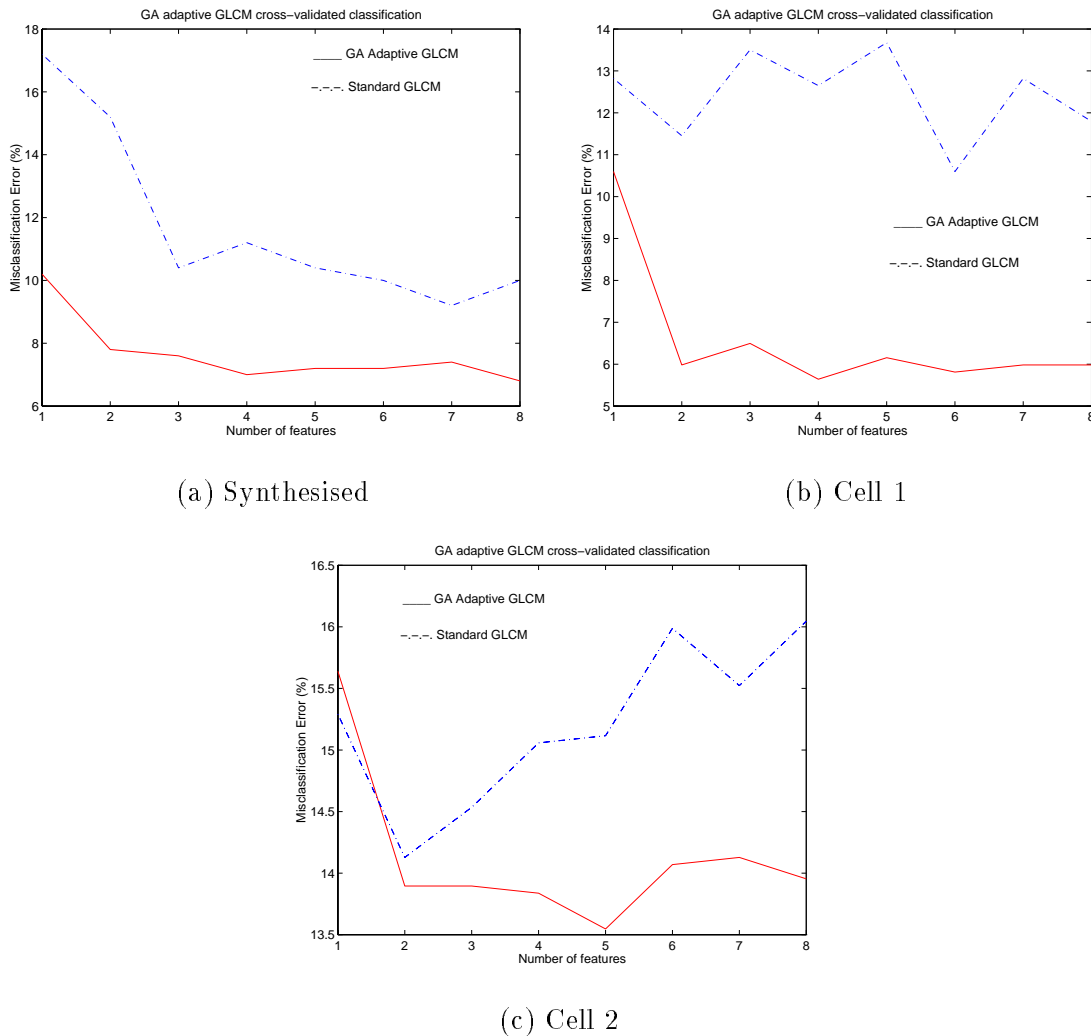 GA adaptive GLCM cross−validated classification
18
16
14
12
10
8
6
Misclassification Error (%)
GA Adaptive GLCM
Standard GLCM
1 2 3 4 5 6 7 8
Number of features
(a) Synthesised
GA adaptive GLCM cross−validated classification
14
13
12
11
10
9
8
7
6
5
Misclassification Error (%)
GA Adaptive GLCM
Standard GLCM
1 2 3 4 5 6 7 8
Number of features
(b) Cell 1
GA adaptive GLCM cross−validated classification
16.5
16
15.5
15
14.5
14
13.5
Misclassification Error (%)
GA Adaptive GLCM
Standard GLCM
1 2 3 4 5 6 7 8
Number of features
(c) Cell 2